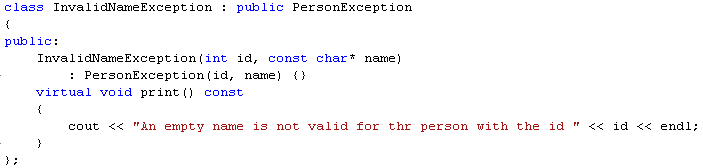 class InvalidNameException : public PersonException
{
public:
    InvalidNameException(int id, const char* name)
        : PersonException(id, name) {}
    virtual void print() const
    {
        cout << "An empty name is not valid for thr person with the id " << id << endl;
    }
};